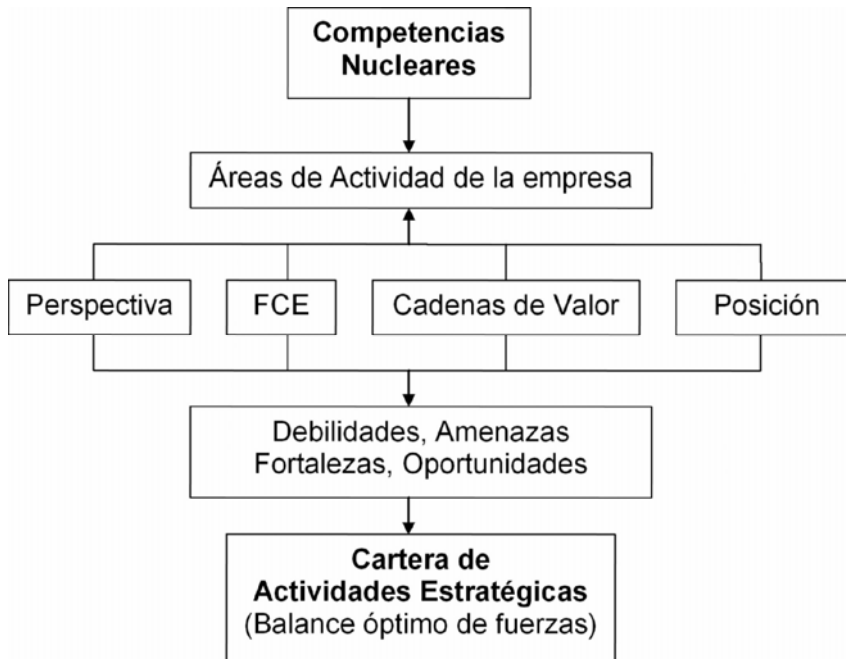 Competencias
Nucleares
Áreas de Actividad de la empresa
Perspectiva
FCE
Cadenas de Valor
Posición
Debilidades, Amenazas
Fortalezas, Oportunidades
Cartera de
Actividades Estratégicas
(Balance óptimo de fuerzas)